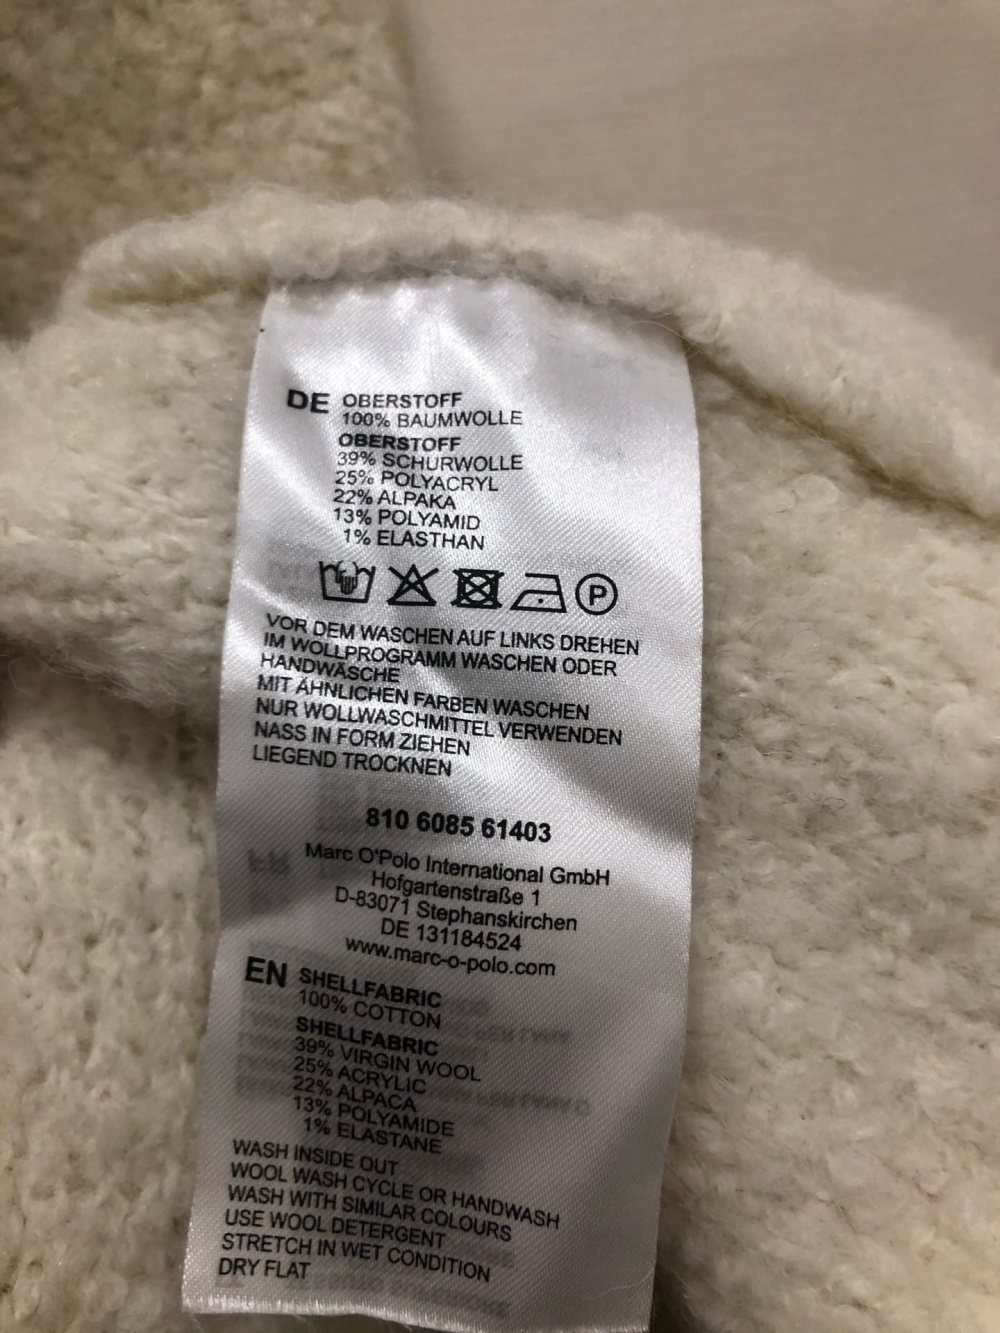 DE OBERSTOFF
100% BAUMWOLLE
OBERSTOFF
39% SCHURWOLLE
25% POLYACRYL
22% ALPAKA
13% POLYAMID
1% ELASTHAN
P
VOR DEM WASCHEN AUF LINKS DREHEN
IM WOLLPROGRAMM WASCHEN ODER
HANDWÄSCHE
MIT ÄHNLICHEN FARBEN WASCHEN
NUR WOLLWASCHMITTEL VERWENDEN
NASS IN FORM ZIEHEN
LIEGEND TROCKNEN
810 6085 61403
Marc O'Polo International GmbH
Hofgartenstraße 1
D-83071 Stephanskirchen
DE 131184524
www.marc-o-polo.com
EN SHELLFABRIC
100% COTTON
SHELLFABRIC
39% VIRGIN WOOL
25% ACRYLIC
22% ALPACA
13% POLYAMIDE
1% ELASTANE
WASH INSIDE OUT
WOOL WASH CYCLE OR HANDWASH
WASH WITH SIMILAR COLOURS
USE WOOL DETERGENT
STRETCH IN WET CONDITION
DRY FLAT